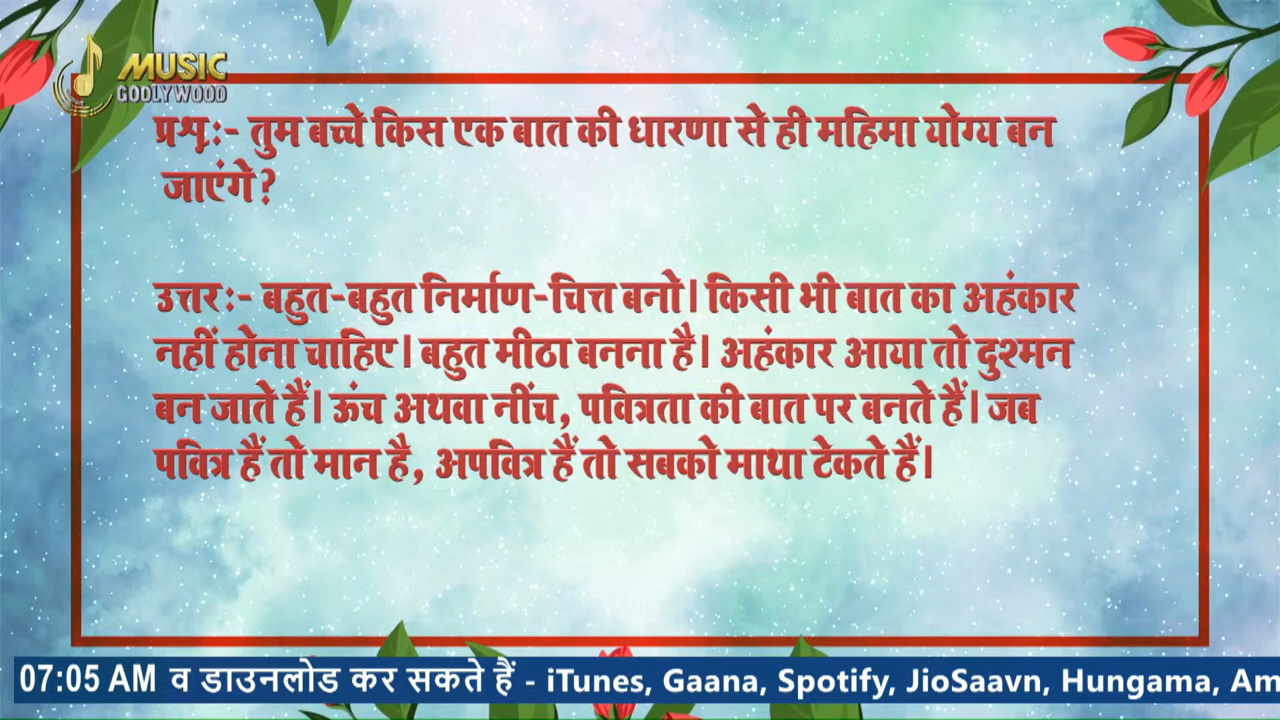 MUSIC
GODLYWOOD
प्रश्न:- तुम बच्चे किस एक बात की धारणा से ही महिमा योग्य बन
जाएंगे?
उत्तर:- बहुत-बहुत निर्माण-चित्त बनो। किसी भी बात का अहंकार
नहीं होना चाहिए। बहुत मीठा बनना है। अहंकार आया तो दुश्मन
बन जाते हैं। ऊंच अथवा नींच, पवित्रता की बात पर बनते हैं। जब
पवित्र हैं तो मान है, अपवित्र हैं तो सबको माथा टेकते हैं।
07:05 AM व डाउनलोड कर सकते हैं - iTunes, Gaana, Spotify, JioSaavn, Hungama, Am